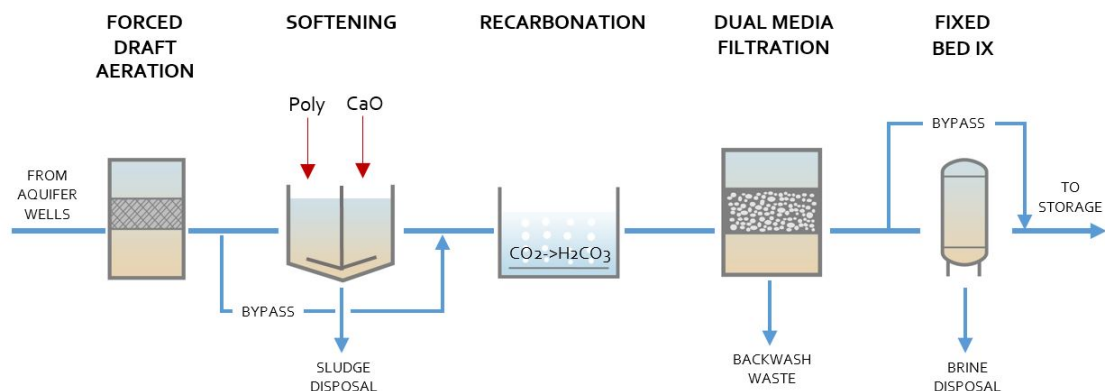 FORCED
DRAFT
AERATION
SOFTENING
RECARBONATION
DUAL MEDIA
FILTRATION
FIXED
BED IX
Poly
CaO
FROM
AQUIFER
WELLS
BYPASS
SLUDGE
DISPOSAL
CO2->H2CO3
BACKWASH
WASTE
BYPASS
TO
STORAGE
BRINE
DISPOSAL